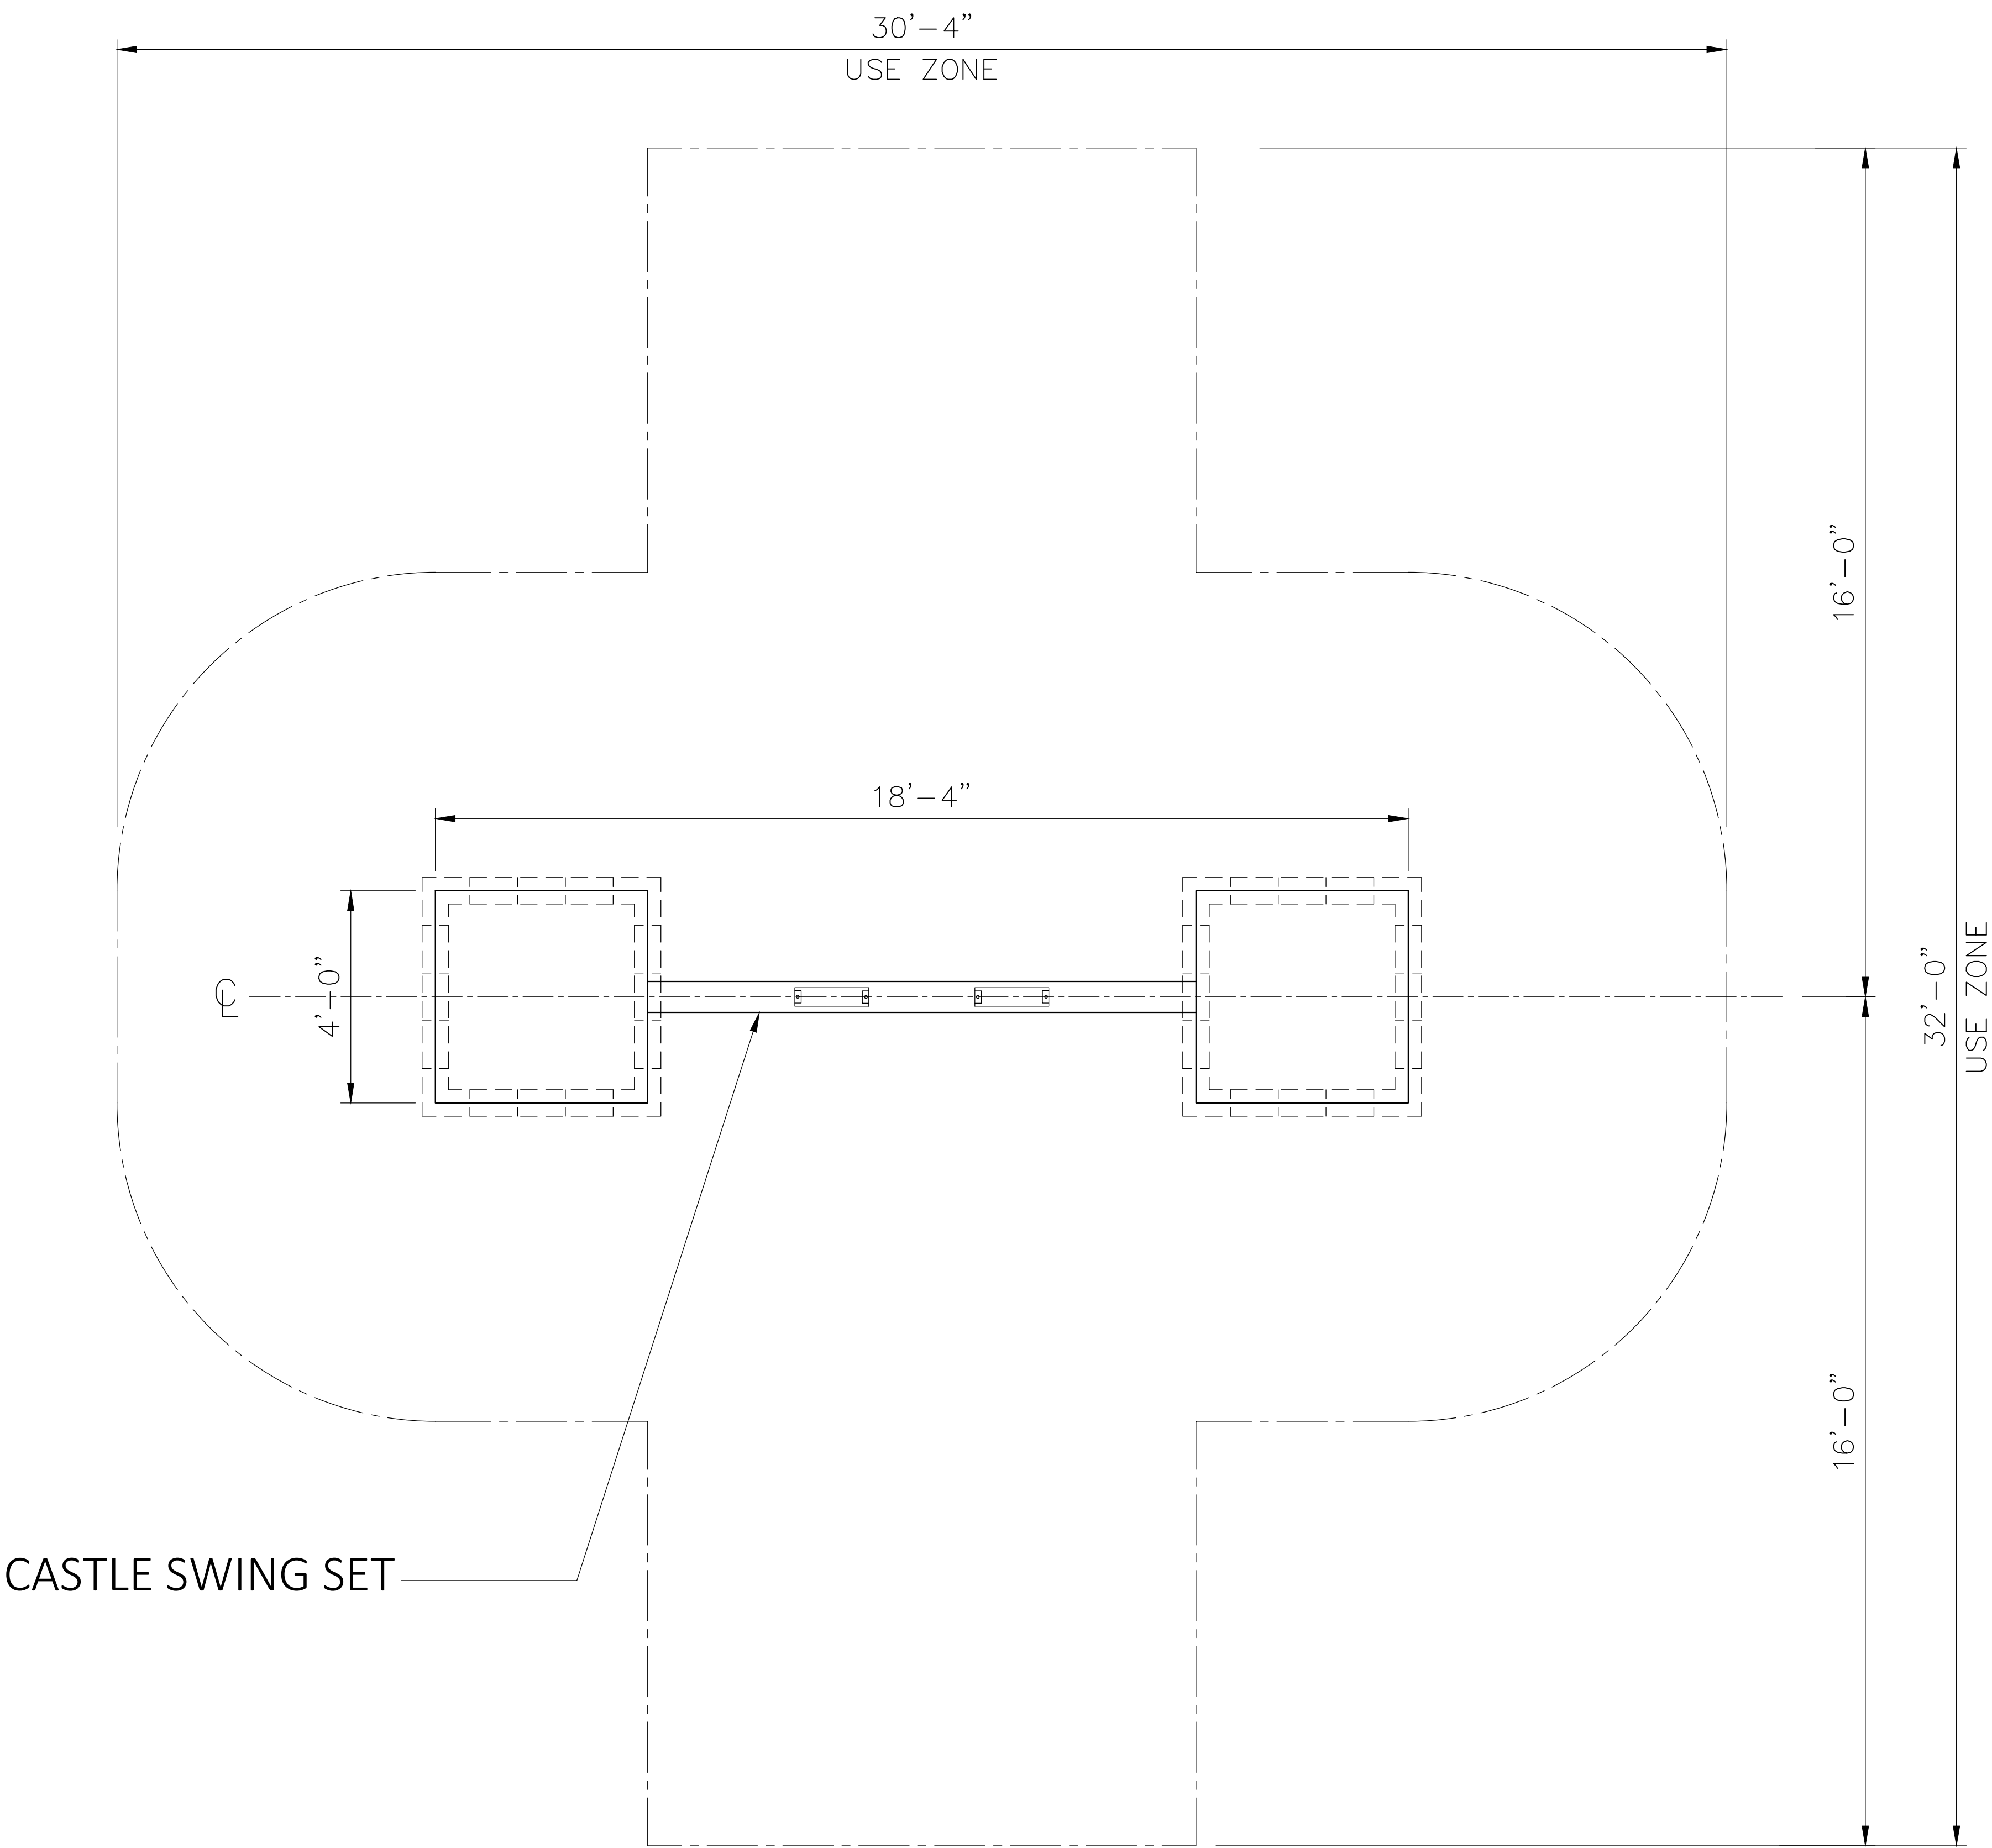 30'-4"
USE ZONE
16'-0"
18'-4"
4'-0"
℄
32'-0"
USE ZONE
16'-0"
CASTLE SWING SET